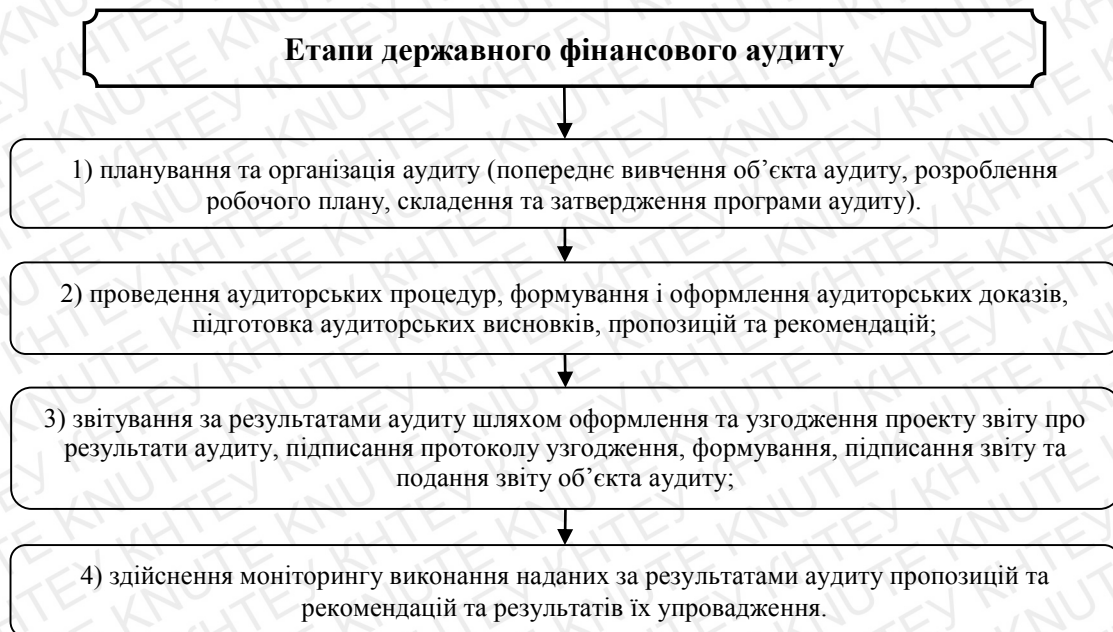 Етапи державного фінансового аудиту
1) планування та організація аудиту (попереднє вивчення об’єкта аудиту, розроблення
робочого плану, складення та затвердження програми аудиту).
2) проведення аудиторських процедур, формування і оформлення аудиторських доказів,
підготовка аудиторських висновків, пропозицій та рекомендацій;
3) звітування за результатами аудиту шляхом оформлення та узгодження проекту звіту про
результати аудиту, підписання протоколу узгодження, формування, підписання звіту та
подання звіту об’єкта аудиту;
4) здійснення моніторингу виконання наданих за результатами аудиту пропозицій та
рекомендацій та результатів їх упровадження.